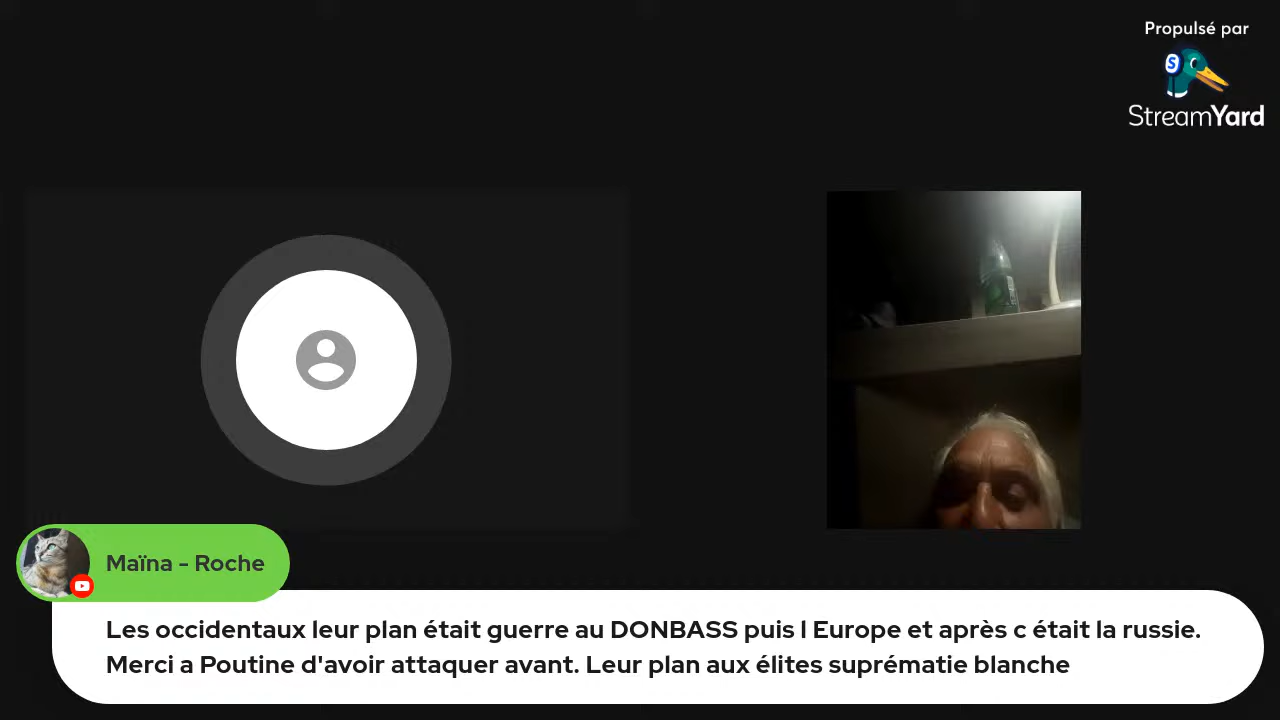 Propulsé par
StreamYard
Maïna - Roche
Les occidentaux leur plan était guerre au DONBASS puis l Europe et après c était la russie.
Merci a Poutine d'avoir attaquer avant. Leur plan aux élites suprématie blanche